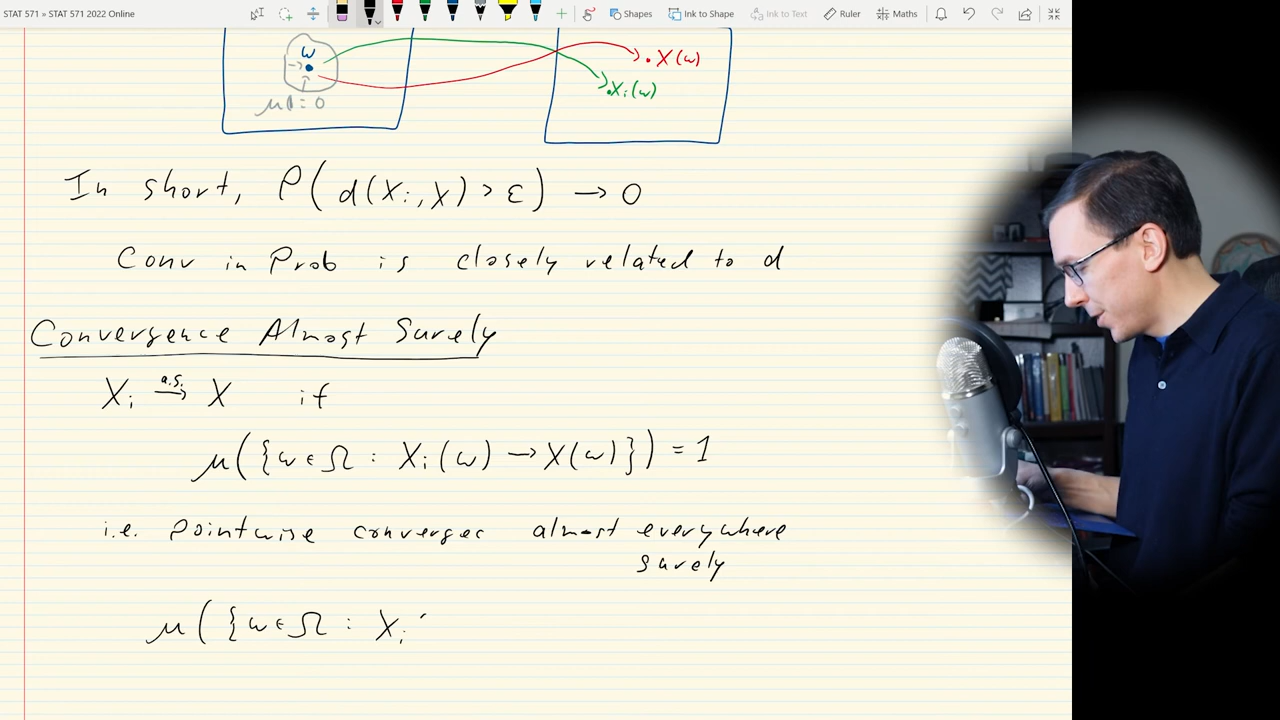 STAT 571 » STAT 571 2022 Online
Shapes Ink to Shape Ink to Text Ruler Maths
ω
X(ω)
Xᵢ(ω)
In short, P(d(Xᵢ,X)>ε) → 0
Conv in Prob is closely related to d
Convergence Almost Surely
Xᵢ a.s.→ X if
μ({ω∈Ω : Xᵢ(ω) → X(ω)}) = 1
i.e. pointwise converges almost everywhere
surely
μ({ω∈Ω : Xᵢ